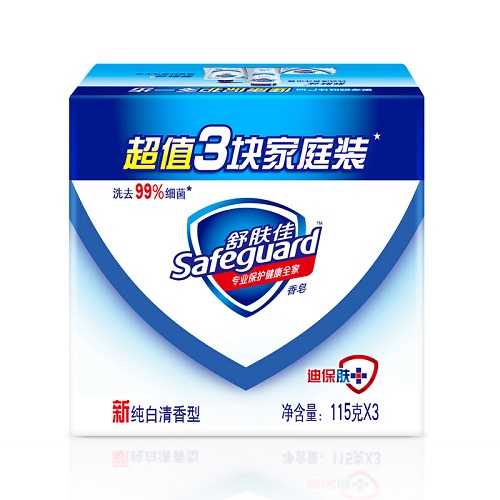 超值3块家庭装*
洗去99%细菌*
舒肤佳
Safeguard™
专业保护健康全家
香皂
迪保肤
新纯白清香型
净含量：115克X3